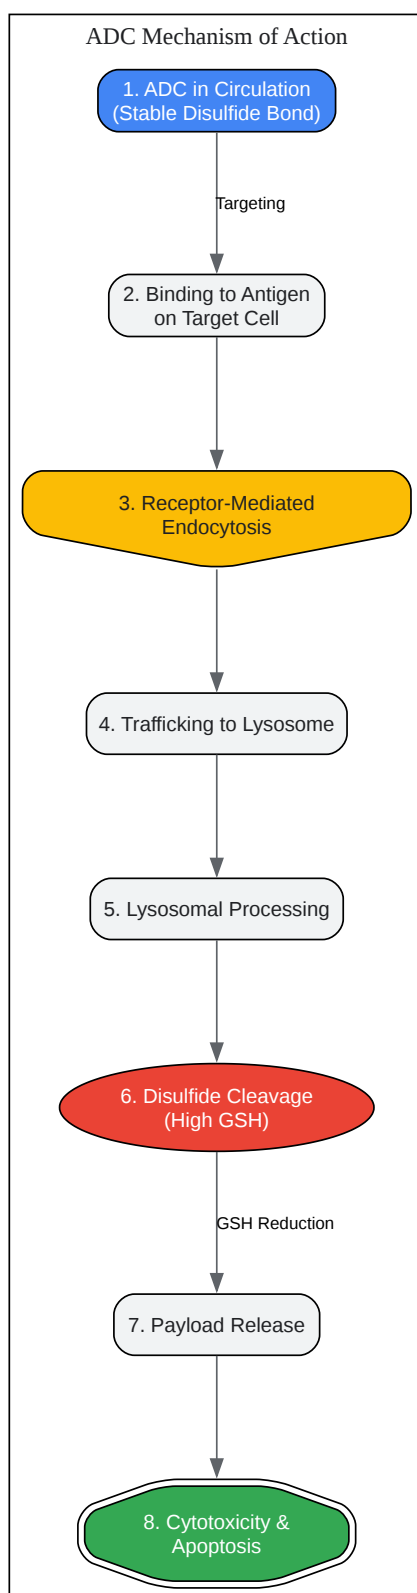 ADC Mechanism of Action
1. ADC in Circulation
(Stable Disulfide Bond)
Targeting
2. Binding to Antigen
on Target Cell
3. Receptor-Mediated
Endocytosis
4. Trafficking to Lysosome
5. Lysosomal Processing
6. Disulfide Cleavage
(High GSH)
GSH Reduction
7. Payload Release
8. Cytotoxicity &
Apoptosis